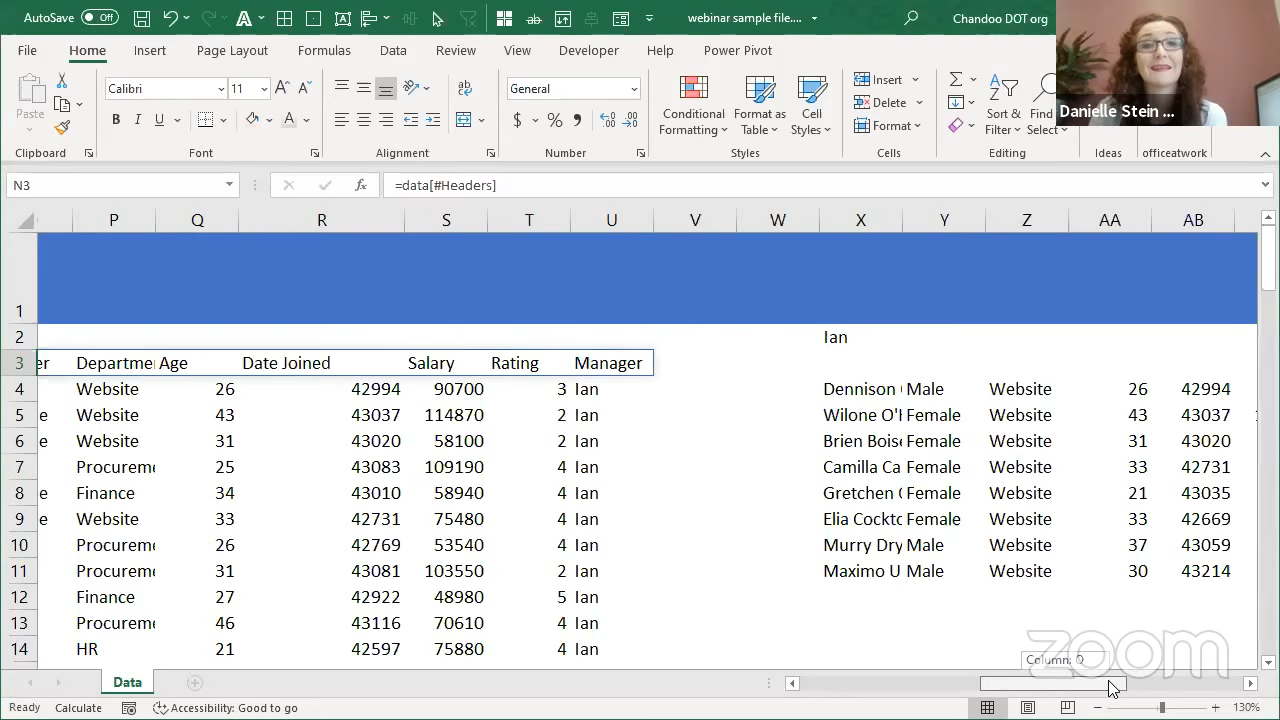 AutoSave Off webinar sample file.... Chandoo DOT org
File Home Insert Page Layout Formulas Data Review View Developer Help Power Pivot
Danielle Stein ...
Paste
Calibri 11
B I U A
General
$ % 9
Conditional Formatting
Format as Table
Cell Styles
Insert
Delete
Format
Sort & Filter
Find Select
Clipboard Font Alignment Number Styles Cells Editing Ideas officeatwork
N3 fx =data[#Headers]
P Q R S T U V W X Y Z AA AB
1
2 Ian
3 er Departmen Age Date Joined Salary Rating Manager
4 Website 26 42994 90700 3 Ian Dennison Male Website 26 42994
5 e Website 43 43037 114870 2 Ian Wilone O'I Female Website 43 43037
6 e Website 31 43020 58100 2 Ian Brien Bois Female Website 31 43020
7 Procureme 25 43083 109190 4 Ian Camilla Ca Female Website 33 42731
8 e Finance 34 43010 58940 4 Ian Gretchen Female Website 21 43035
9 e Website 33 42731 75480 4 Ian Elia Cockto Female Website 33 42669
10 Procureme 26 42769 53540 4 Ian Murry Dry Male Website 37 43059
11 Procureme 31 43081 103550 2 Ian Maximo U Male Website 30 43214
12 Finance 27 42922 48980 5 Ian
13 Procureme 46 43116 70610 4 Ian
14 HR 21 42597 75880 4 Ian
Column: O
zoom
Data
Ready Calculate Accessibility: Good to go 130%